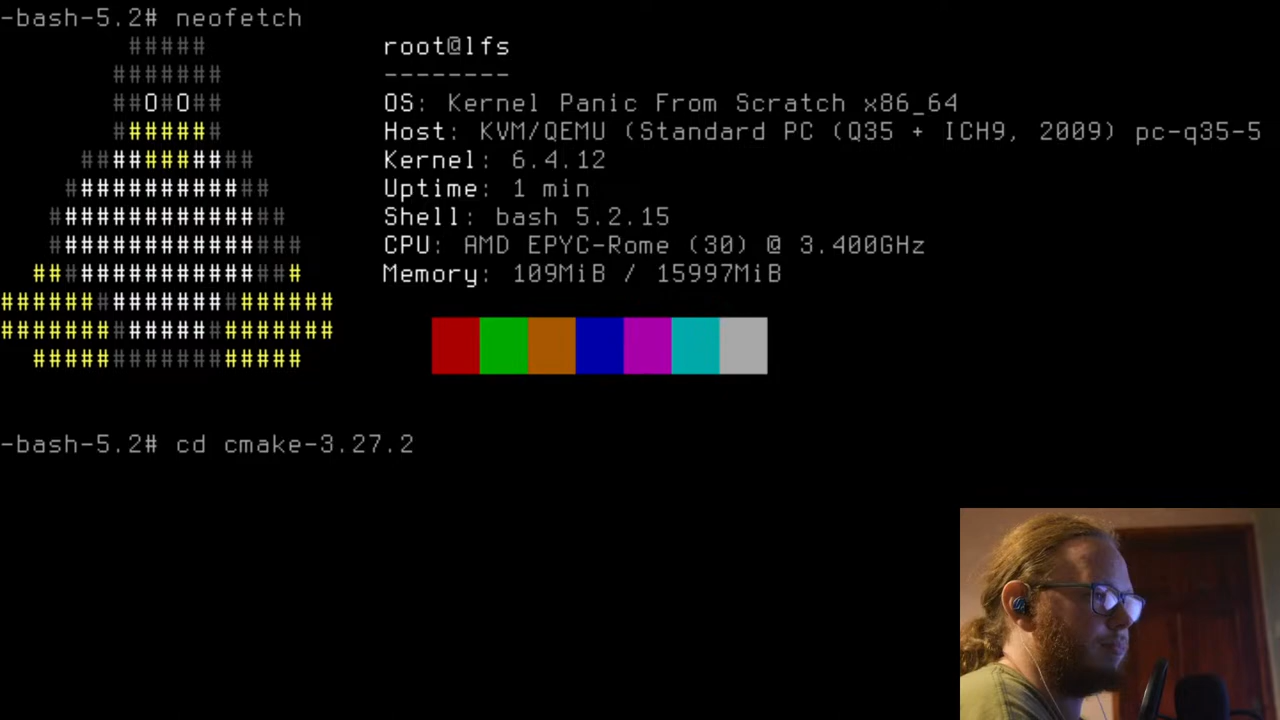 -bash-5.2# neofetch
root@lfs
--------
OS: Kernel Panic From Scratch x86_64
Host: KVM/QEMU (Standard PC (Q35 + ICH9, 2009) pc-q35-5
Kernel: 6.4.12
Uptime: 1 min
Shell: bash 5.2.15
CPU: AMD EPYC-Rome (30) @ 3.400GHz
Memory: 109MiB / 15997MiB
-bash-5.2# cd cmake-3.27.2